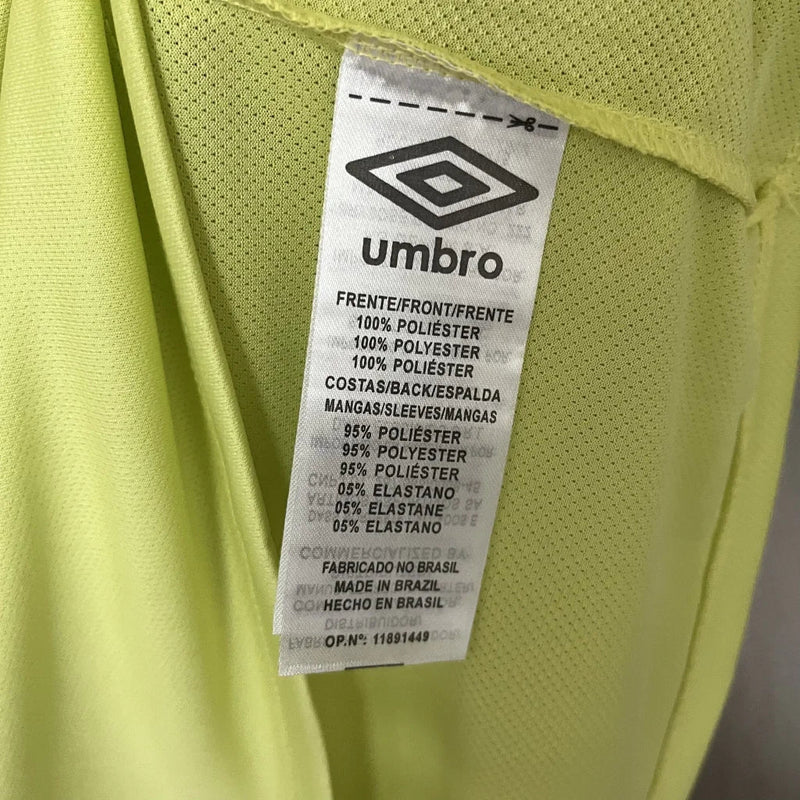 umbro
FRENTE/FRONT/FRENTE
100% POLIÉSTER
100% POLYESTER
100% POLIÉSTER
COSTAS/BACK/ESPALDA
MANGAS/SLEEVES/MANGAS
95% POLIÉSTER
95% POLYESTER
95% POLIÉSTER
05% ELASTANO
05% ELASTANE
05% ELASTANO
FABRICADO NO BRASIL
MADE IN BRAZIL
HECHO EN BRASIL
OP.Nº: 11891449